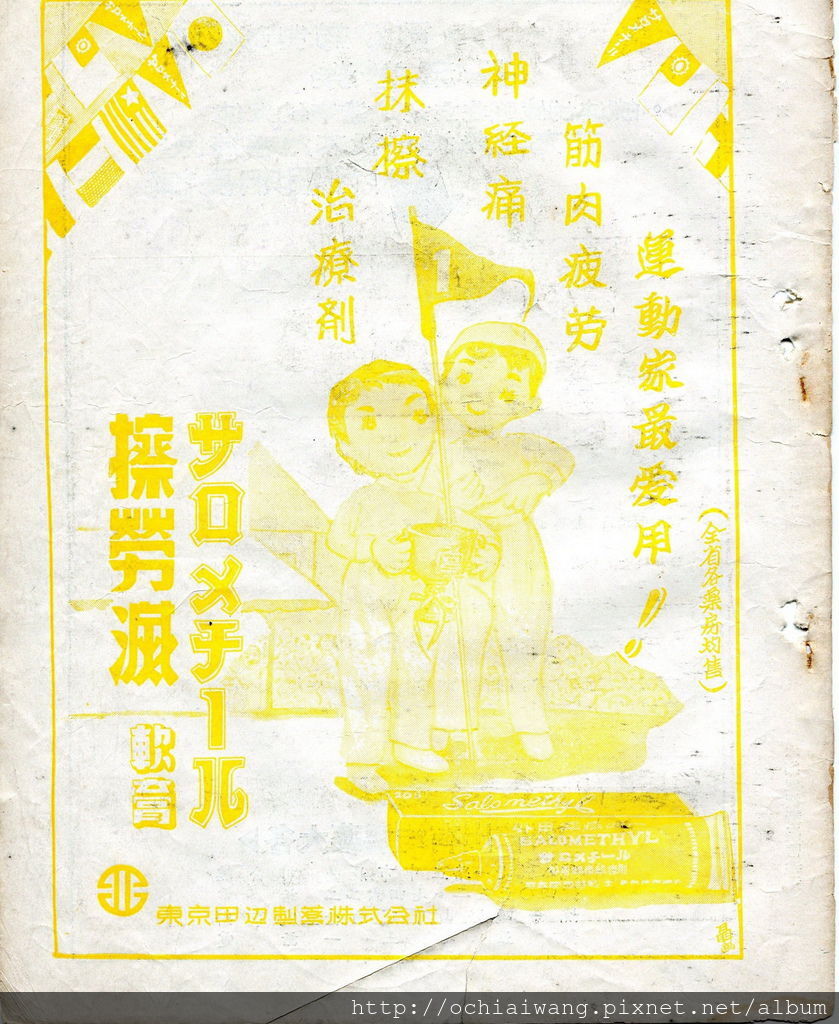 運動家最愛用！
(全省各藥房均售)
筋肉疲労
神経痛
抹擦
治療剤
サロメチール
擦勞滅
軟膏
Salomethyl
SALOMETHYL
サロメチール
東京田辺製薬株式会社
http://ochiaiwang.pixnet.net/album